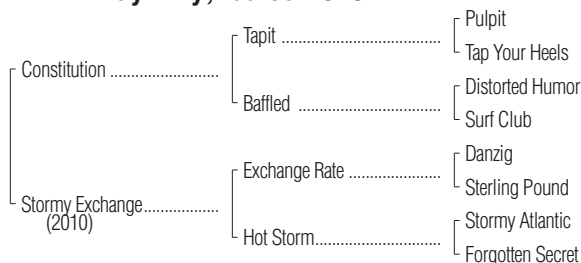 Pulpit
Tapit ..........................................
Tap Your Heels
Constitution .............................
Distorted Humor
Baffled ......................................
Surf Club
Danzig
Exchange Rate ........................
Sterling Pound
Stormy Exchange....................
(2010)
Stormy Atlantic
Hot Storm.................................
Forgotten Secret